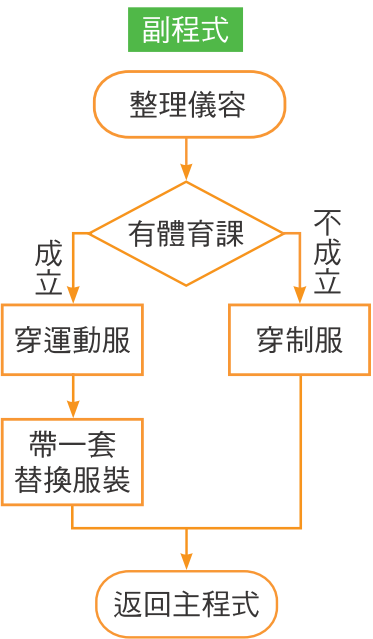 副程式
整理儀容
有體育課
成立
不成立
穿運動服
穿制服
帶一套
替換服裝
返回主程式